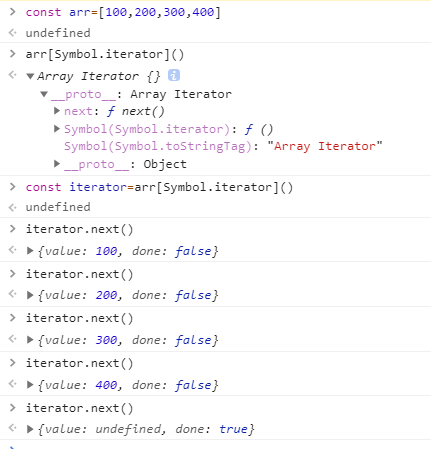 const arr=[100,200,300,400]
undefined
arr[Symbol.iterator]()
Array Iterator {} i
__proto__: Array Iterator
next: ƒ next()
Symbol(Symbol.iterator): ƒ ()
Symbol(Symbol.toStringTag): "Array Iterator"
__proto__: Object
const iterator=arr[Symbol.iterator]()
undefined
iterator.next()
{value: 100, done: false}
iterator.next()
{value: 200, done: false}
iterator.next()
{value: 300, done: false}
iterator.next()
{value: 400, done: false}
iterator.next()
{value: undefined, done: true}